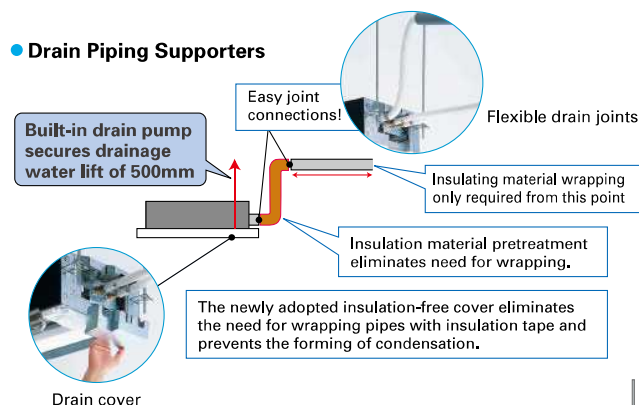 Drain Piping Supporters
Easy joint
connections!
Flexible drain joints
Built-in drain pump
secures drainage
water lift of 500mm
Insulating material wrapping
only required from this point
Insulation material pretreatment
eliminates need for wrapping.
The newly adopted insulation-free cover eliminates
the need for wrapping pipes with insulation tape and
prevents the forming of condensation.
Drain cover